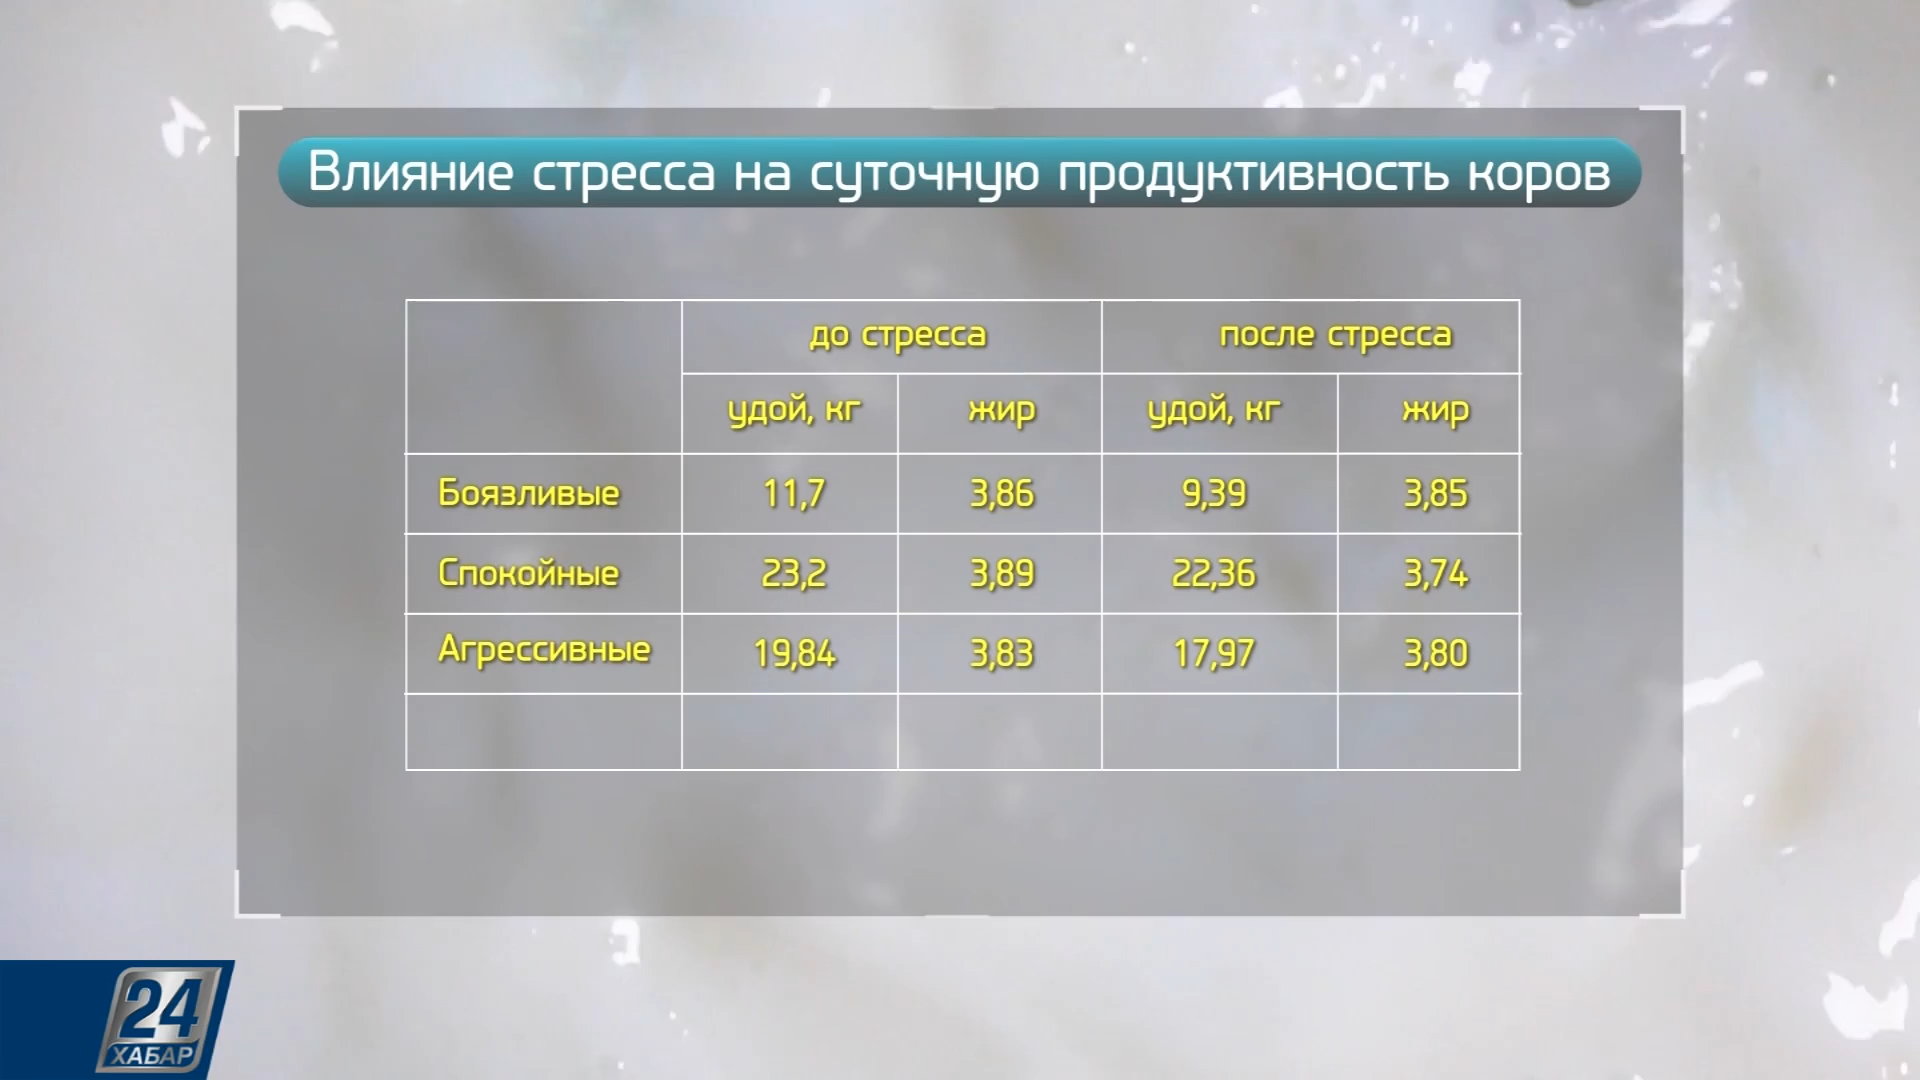 Влияние стресса на суточную продуктивность коров
до стресса после стресса
удой, кг жир удой, кг жир
Боязливые 11,7 3,86 9,39 3,85
Спокойные 23,2 3,89 22,36 3,74
Агрессивные 19,84 3,83 17,97 3,80
24
ХАБАР